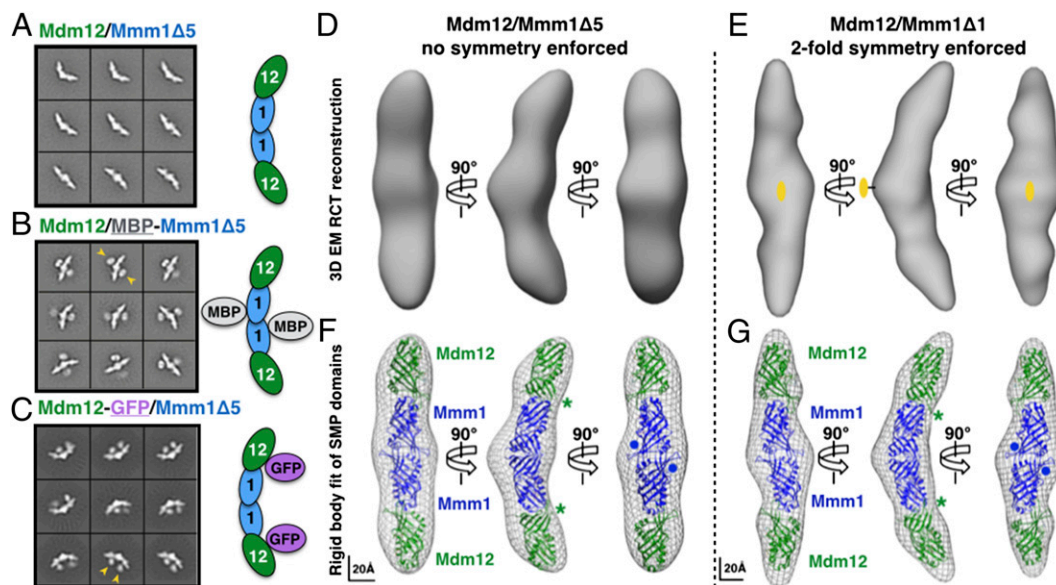 A
Mdm12/Mmm1Δ5
12
1
1
12
B
Mdm12/MBP-Mmm1Δ5
12
1
MBP
MBP
1
12
C
Mdm12-GFP/Mmm1Δ5
12
GFP
1
1
GFP
12
D
Mdm12/Mmm1Δ5
no symmetry enforced
3D EM RCT reconstruction
90°
90°
E
Mdm12/Mmm1Δ1
2-fold symmetry enforced
90°
90°
F
Rigid body fit of SMP domains
Mdm12
Mmm1
90°
*
90°
Mmm1
*
Mdm12
20Å
G
Mdm12
Mmm1
90°
*
90°
Mmm1
*
Mdm12
20Å